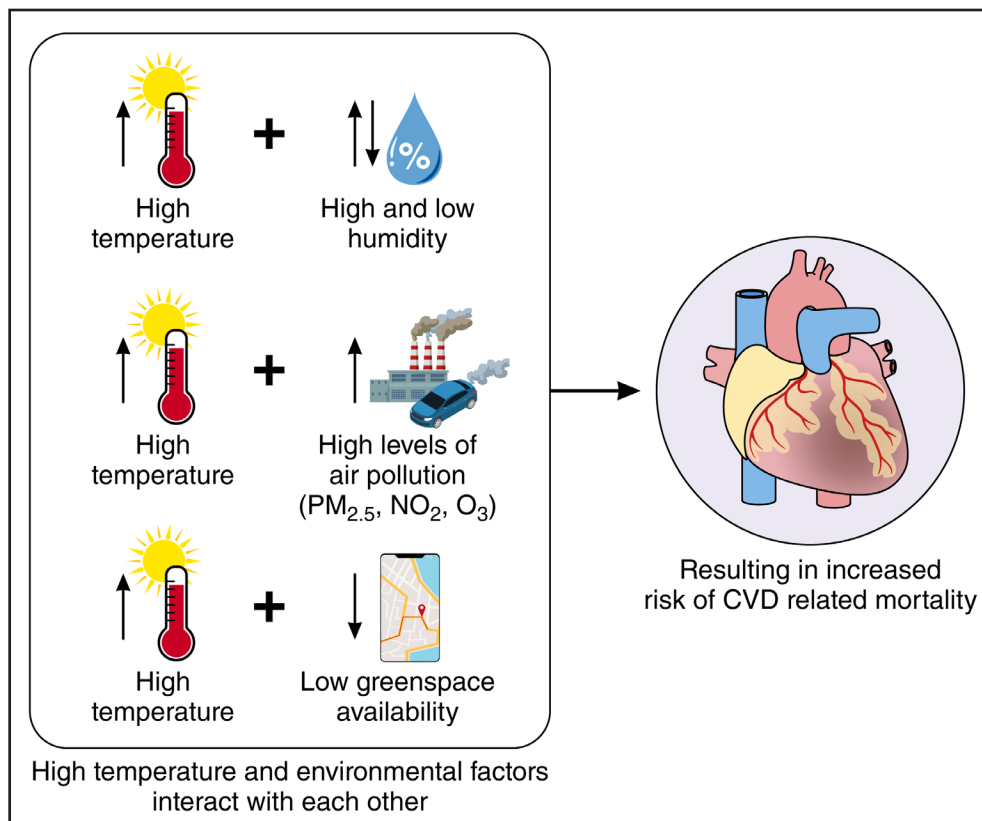 High
temperature
+
!%
High and low
humidity
High
temperature
+
High levels of
air pollution
(PM2.5, NO2, O3)
High
temperature
+
Low greenspace
availability
High temperature and environmental factors
interact with each other
Resulting in increased
risk of CVD related mortality